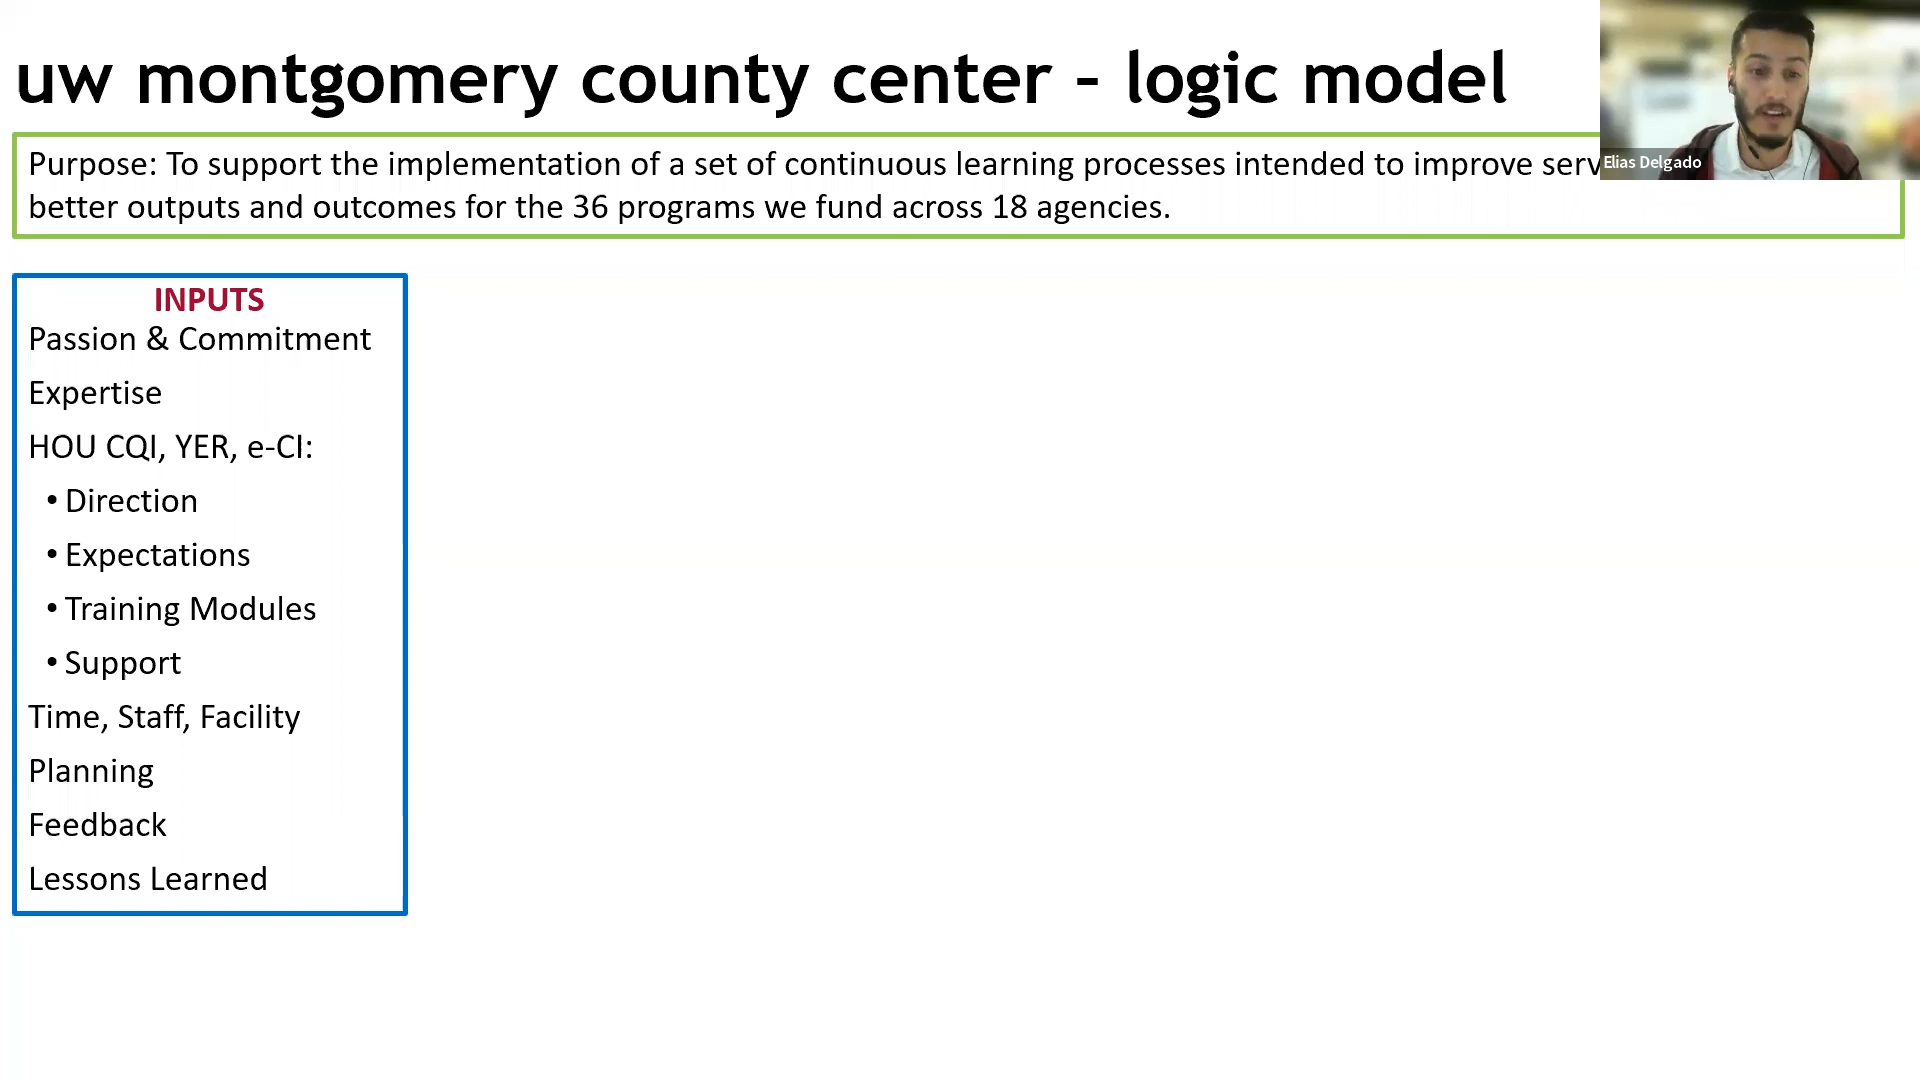 uw montgomery county center - logic model
Purpose: To support the implementation of a set of continuous learning processes intended to improve
better outputs and outcomes for the 36 programs we fund across 18 agencies.
Elias Delgado
INPUTS
Passion & Commitment
Expertise
HOU CQI, YER, e-CI:
• Direction
• Expectations
• Training Modules
• Support
Time, Staff, Facility
Planning
Feedback
Lessons Learned